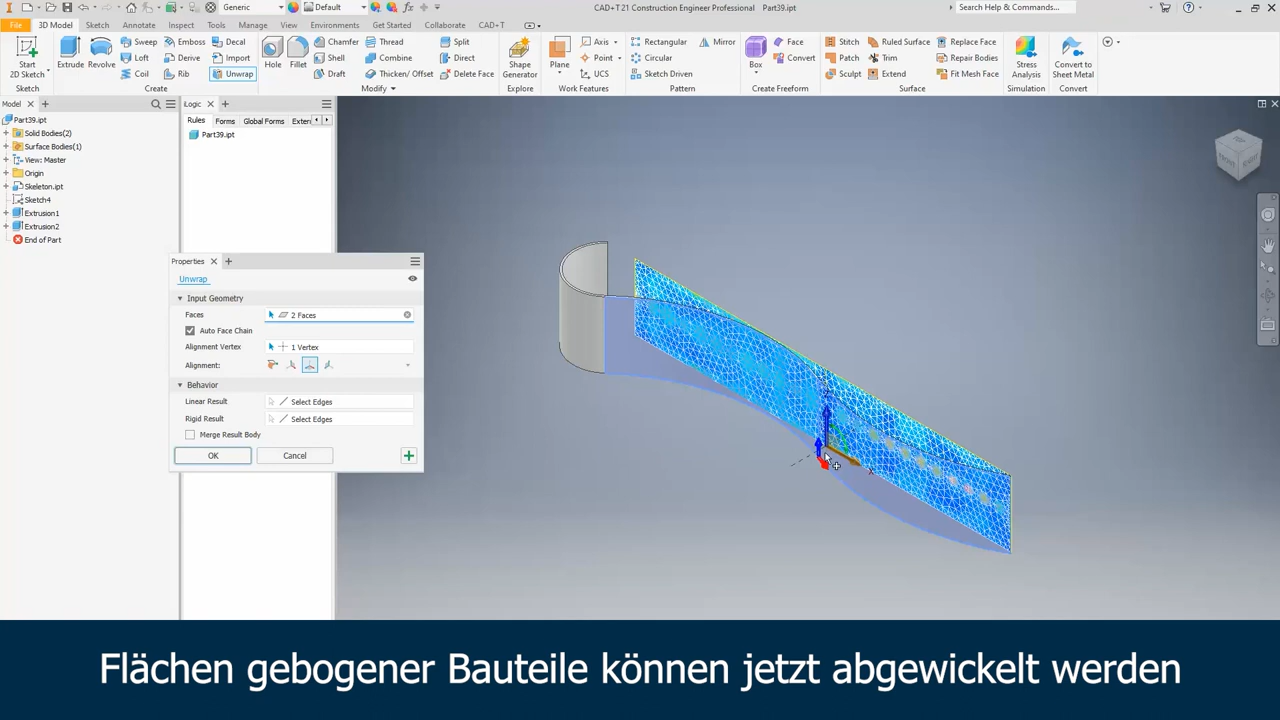 Generic Default CAD+T 21 Construction Engineer Professional Part39.ipt Search Help & Commands...
File 3D Model Sketch Annotate Inspect Tools Manage View Environments Get Started Collaborate CAD+T
Sweep Emboss Decal Chamfer Thread Split Axis Rectangular Mirror Face Stitch Ruled Surface Replace Face
Loft Derive Import Shell Combine Direct Point Circular Convert Patch Trim Repair Bodies
Coil Rib Unwrap Draft Thicken/ Offset Delete Face UCS Sketch Driven Sculpt Extend Fit Mesh Face
Start
2D Sketch
Extrude Revolve
Hole Fillet
Shape
Generator
Plane
Box
Stress
Analysis
Convert to
Sheet Metal
Sketch Create Modify Explore Work Features Pattern Create Freeform Surface Simulation Convert
Model
Part39.ipt
Solid Bodies(2)
Surface Bodies(1)
View: Master
Origin
Skeleton.ipt
Sketch4
Extrusion1
Extrusion2
End of Part
Logic
Rules Forms Global Forms Extern
Part39.ipt
Properties
Unwrap
Input Geometry
Faces 2 Faces
Auto Face Chain
Alignment Vertex 1 Vertex
Alignment:
Behavior
Linear Result Select Edges
Rigid Result Select Edges
Merge Result Body
OK Cancel
Flächen gebogener Bauteile können jetzt abgewickelt werden